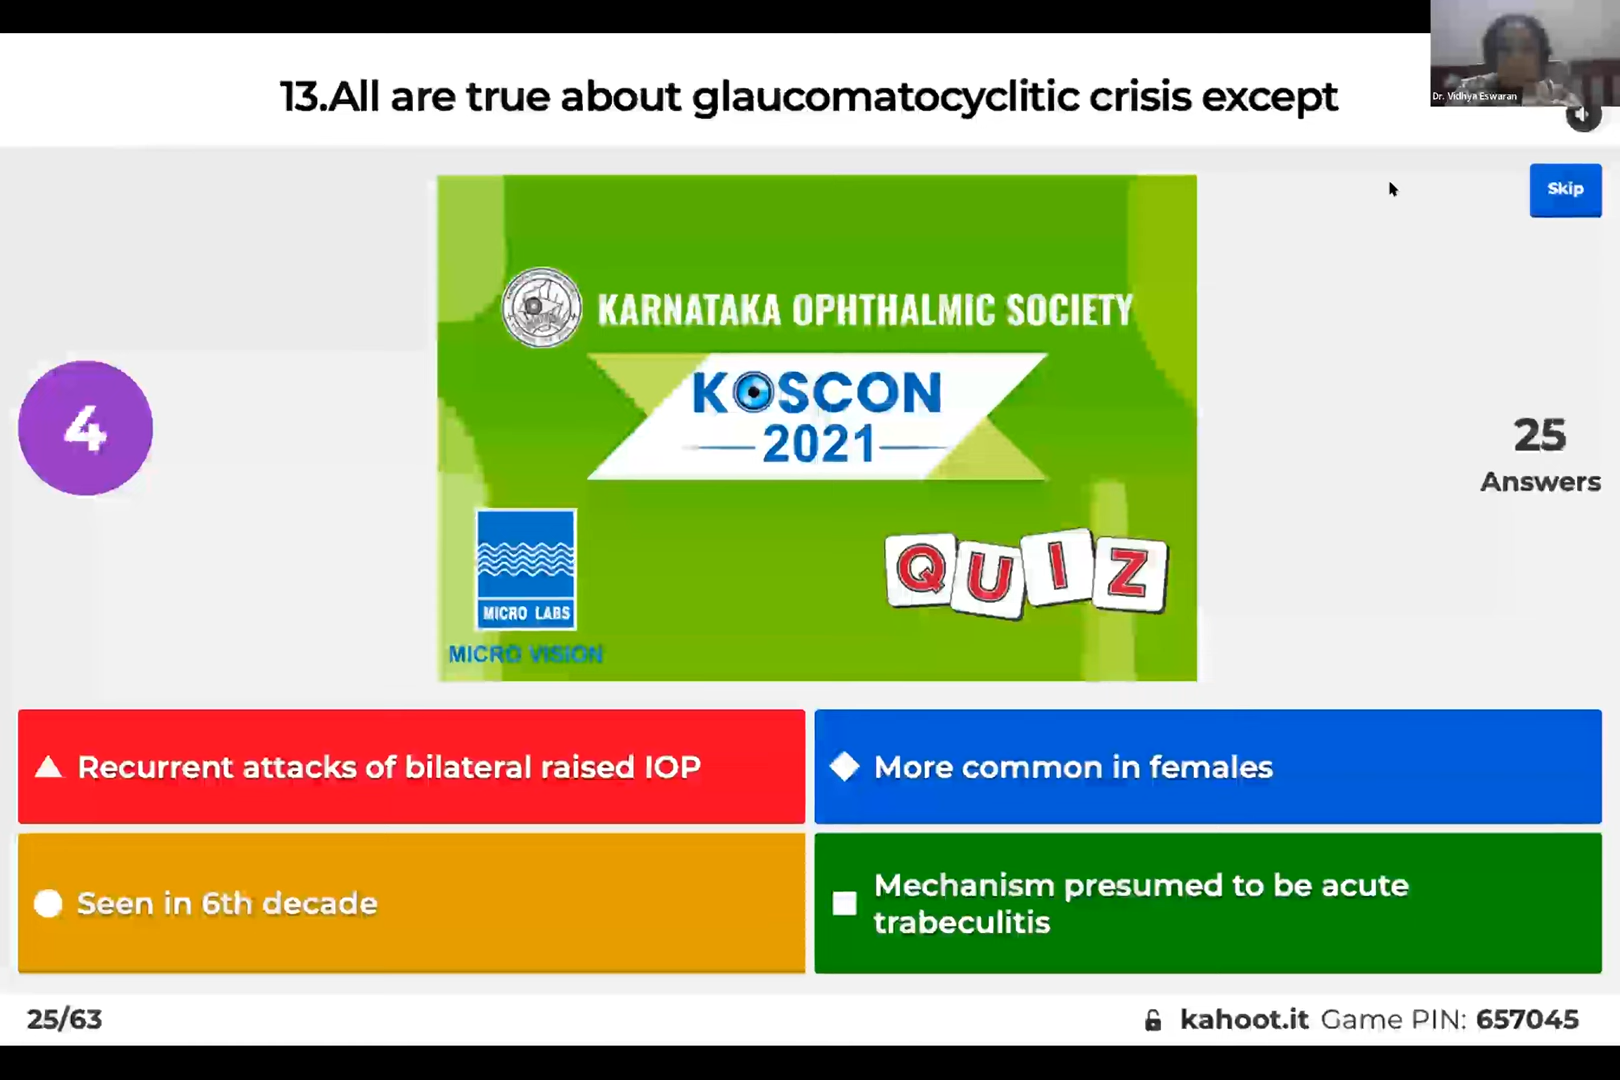 13.All are true about glaucomatocyclitic crisis except
Dr. Vidhya Eswaran
Skip
KARNATAKA OPHTHALMIC SOCIETY
KOSCON
2021
4
25
Answers
QUIZ
MICRO LABS
MICRO VISION
Recurrent attacks of bilateral raised IOP
More common in females
Seen in 6th decade
Mechanism presumed to be acute
trabeculitis
25/63
kahoot.it Game PIN: 657045